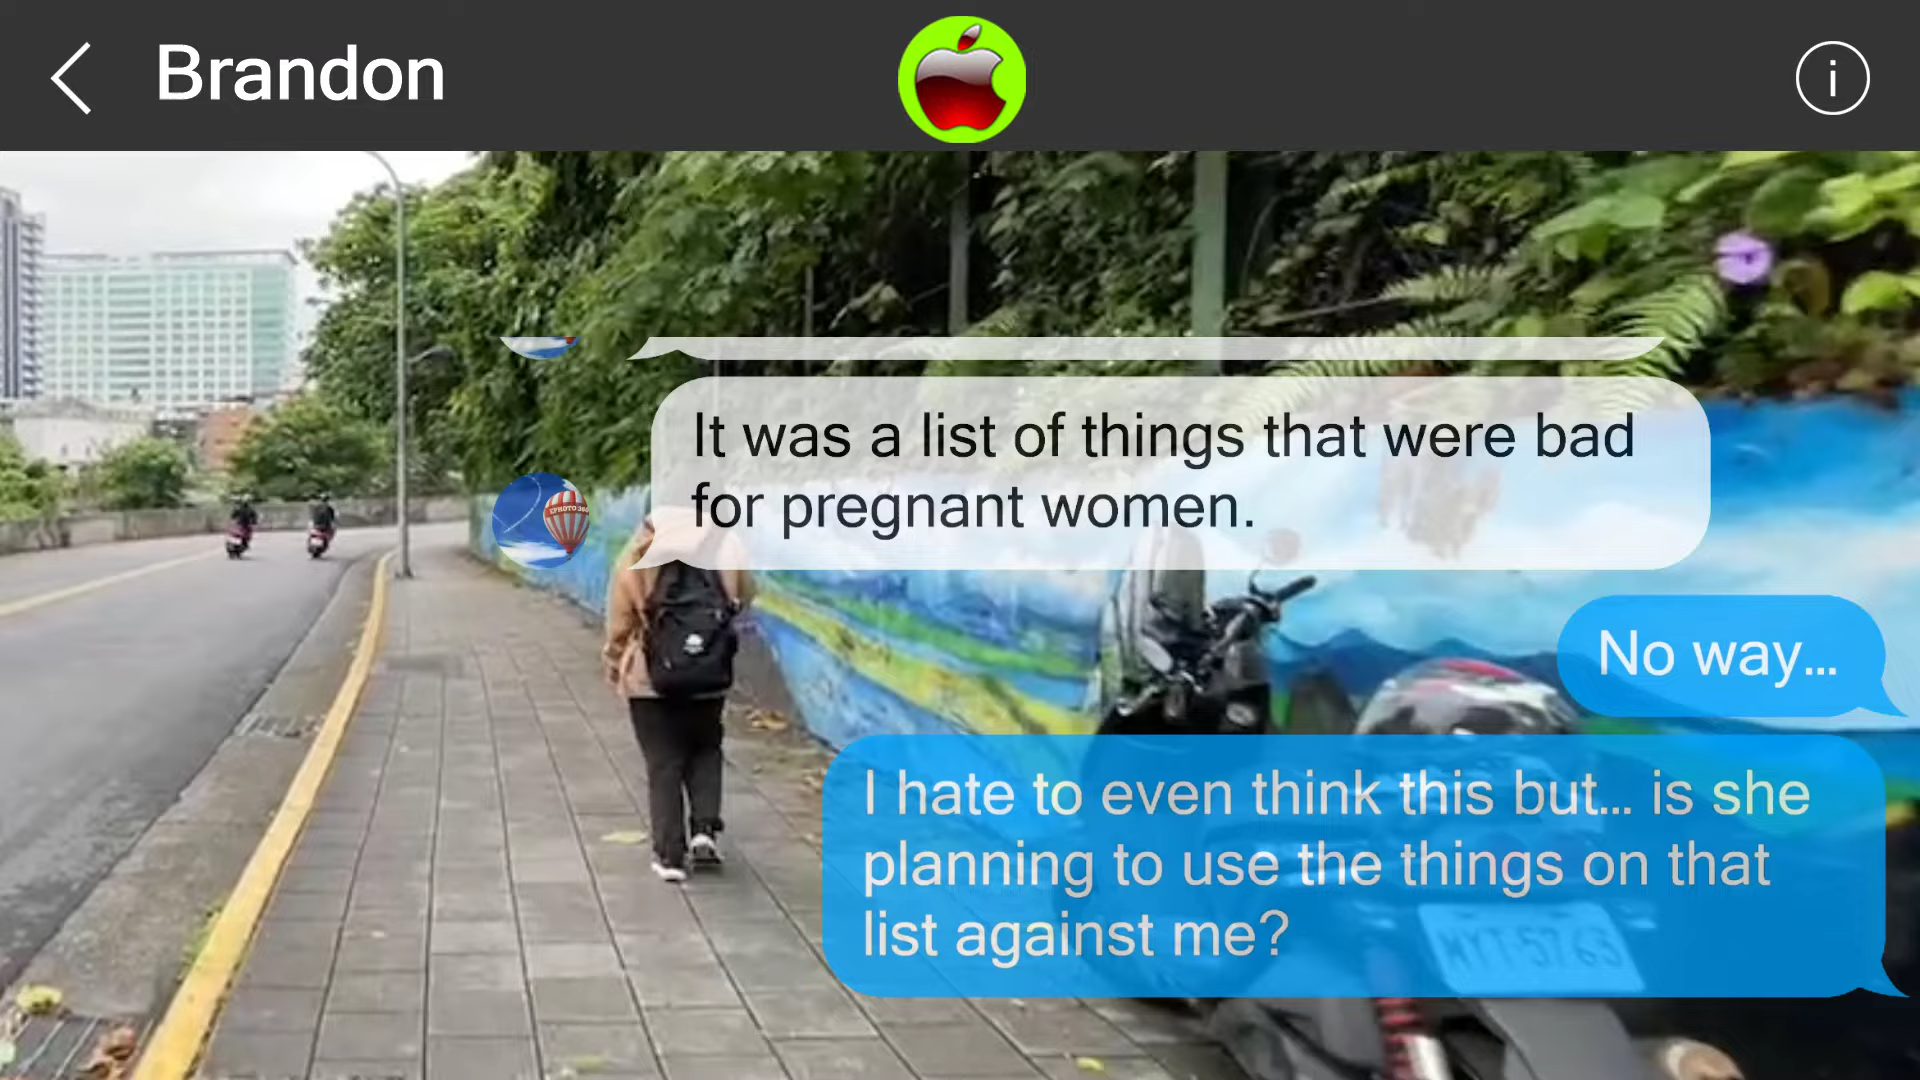 Brandon
It was a list of things that were bad
for pregnant women.
No way...
I hate to even think this but... is she
planning to use the things on that
list against me?